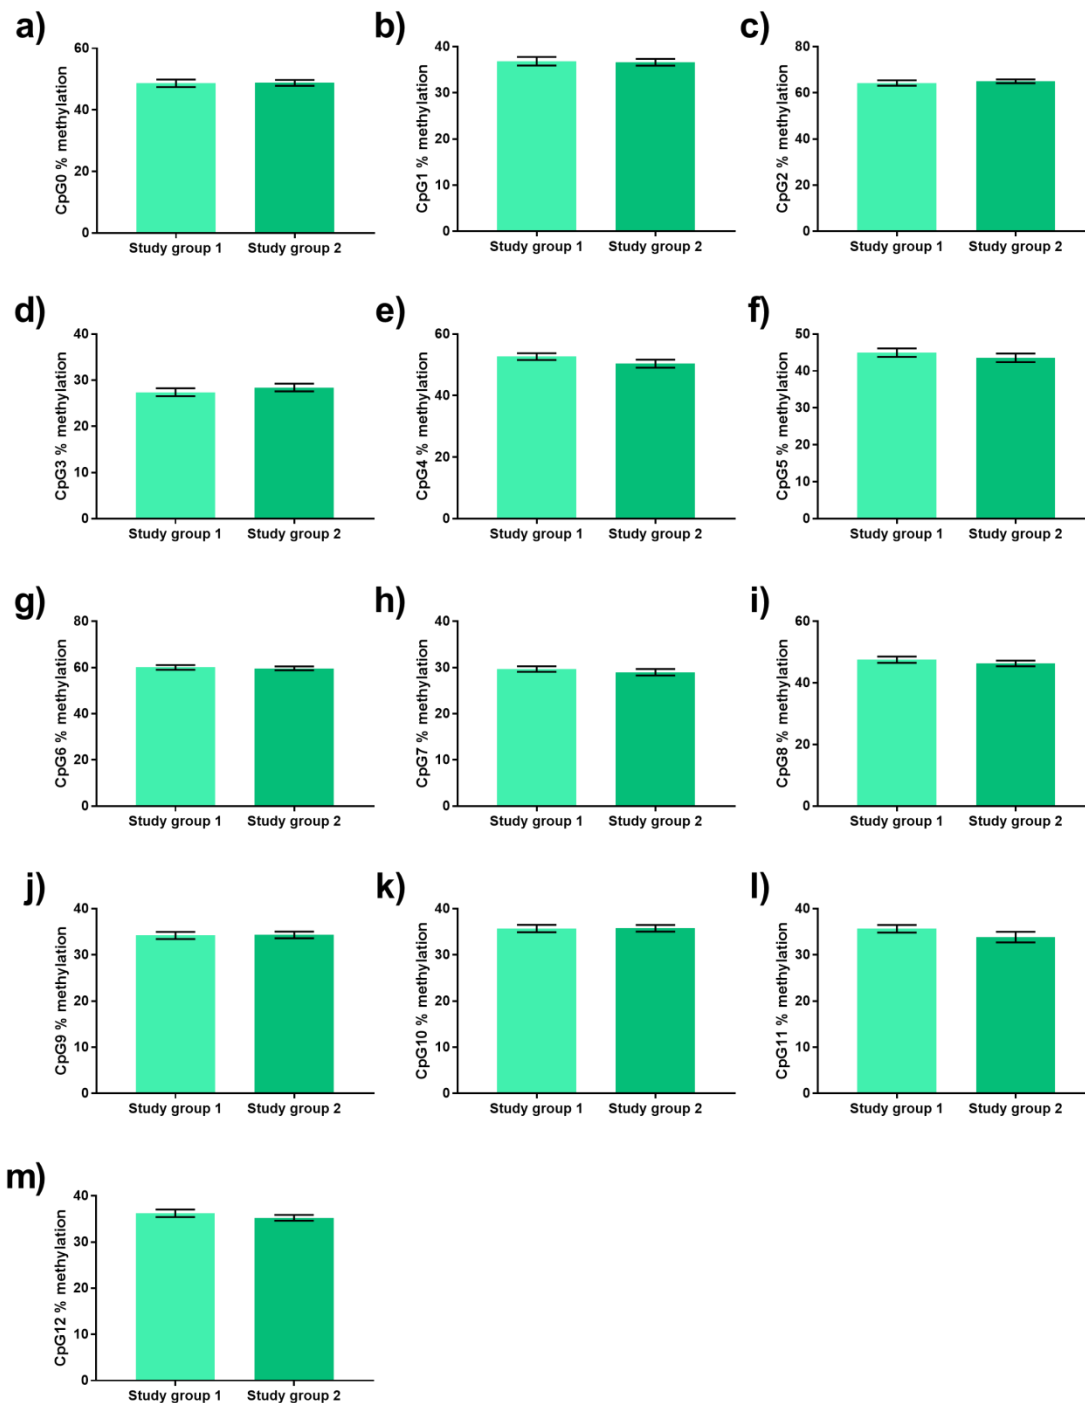 a)
CpG0 % methylation
60
40
20
0
Study group 1 Study group 2
b)
CpG1 % methylation
40
30
20
10
0
Study group 1 Study group 2
c)
CpG2 % methylation
80
60
40
20
0
Study group 1 Study group 2
d)
CpG3 % methylation
40
30
20
10
0
Study group 1 Study group 2
e)
CpG4 % methylation
60
40
20
0
Study group 1 Study group 2
f)
CpG5 % methylation
50
40
30
20
10
0
Study group 1 Study group 2
g)
CpG6 % methylation
80
60
40
20
0
Study group 1 Study group 2
h)
CpG7 % methylation
40
30
20
10
0
Study group 1 Study group 2
i)
CpG8 % methylation
60
40
20
0
Study group 1 Study group 2
j)
CpG9 % methylation
40
30
20
10
0
Study group 1 Study group 2
k)
CpG10 % methylation
40
30
20
10
0
Study group 1 Study group 2
l)
CpG11 % methylation
40
30
20
10
0
Study group 1 Study group 2
m)
CpG12 % methylation
40
30
20
10
0
Study group 1 Study group 2